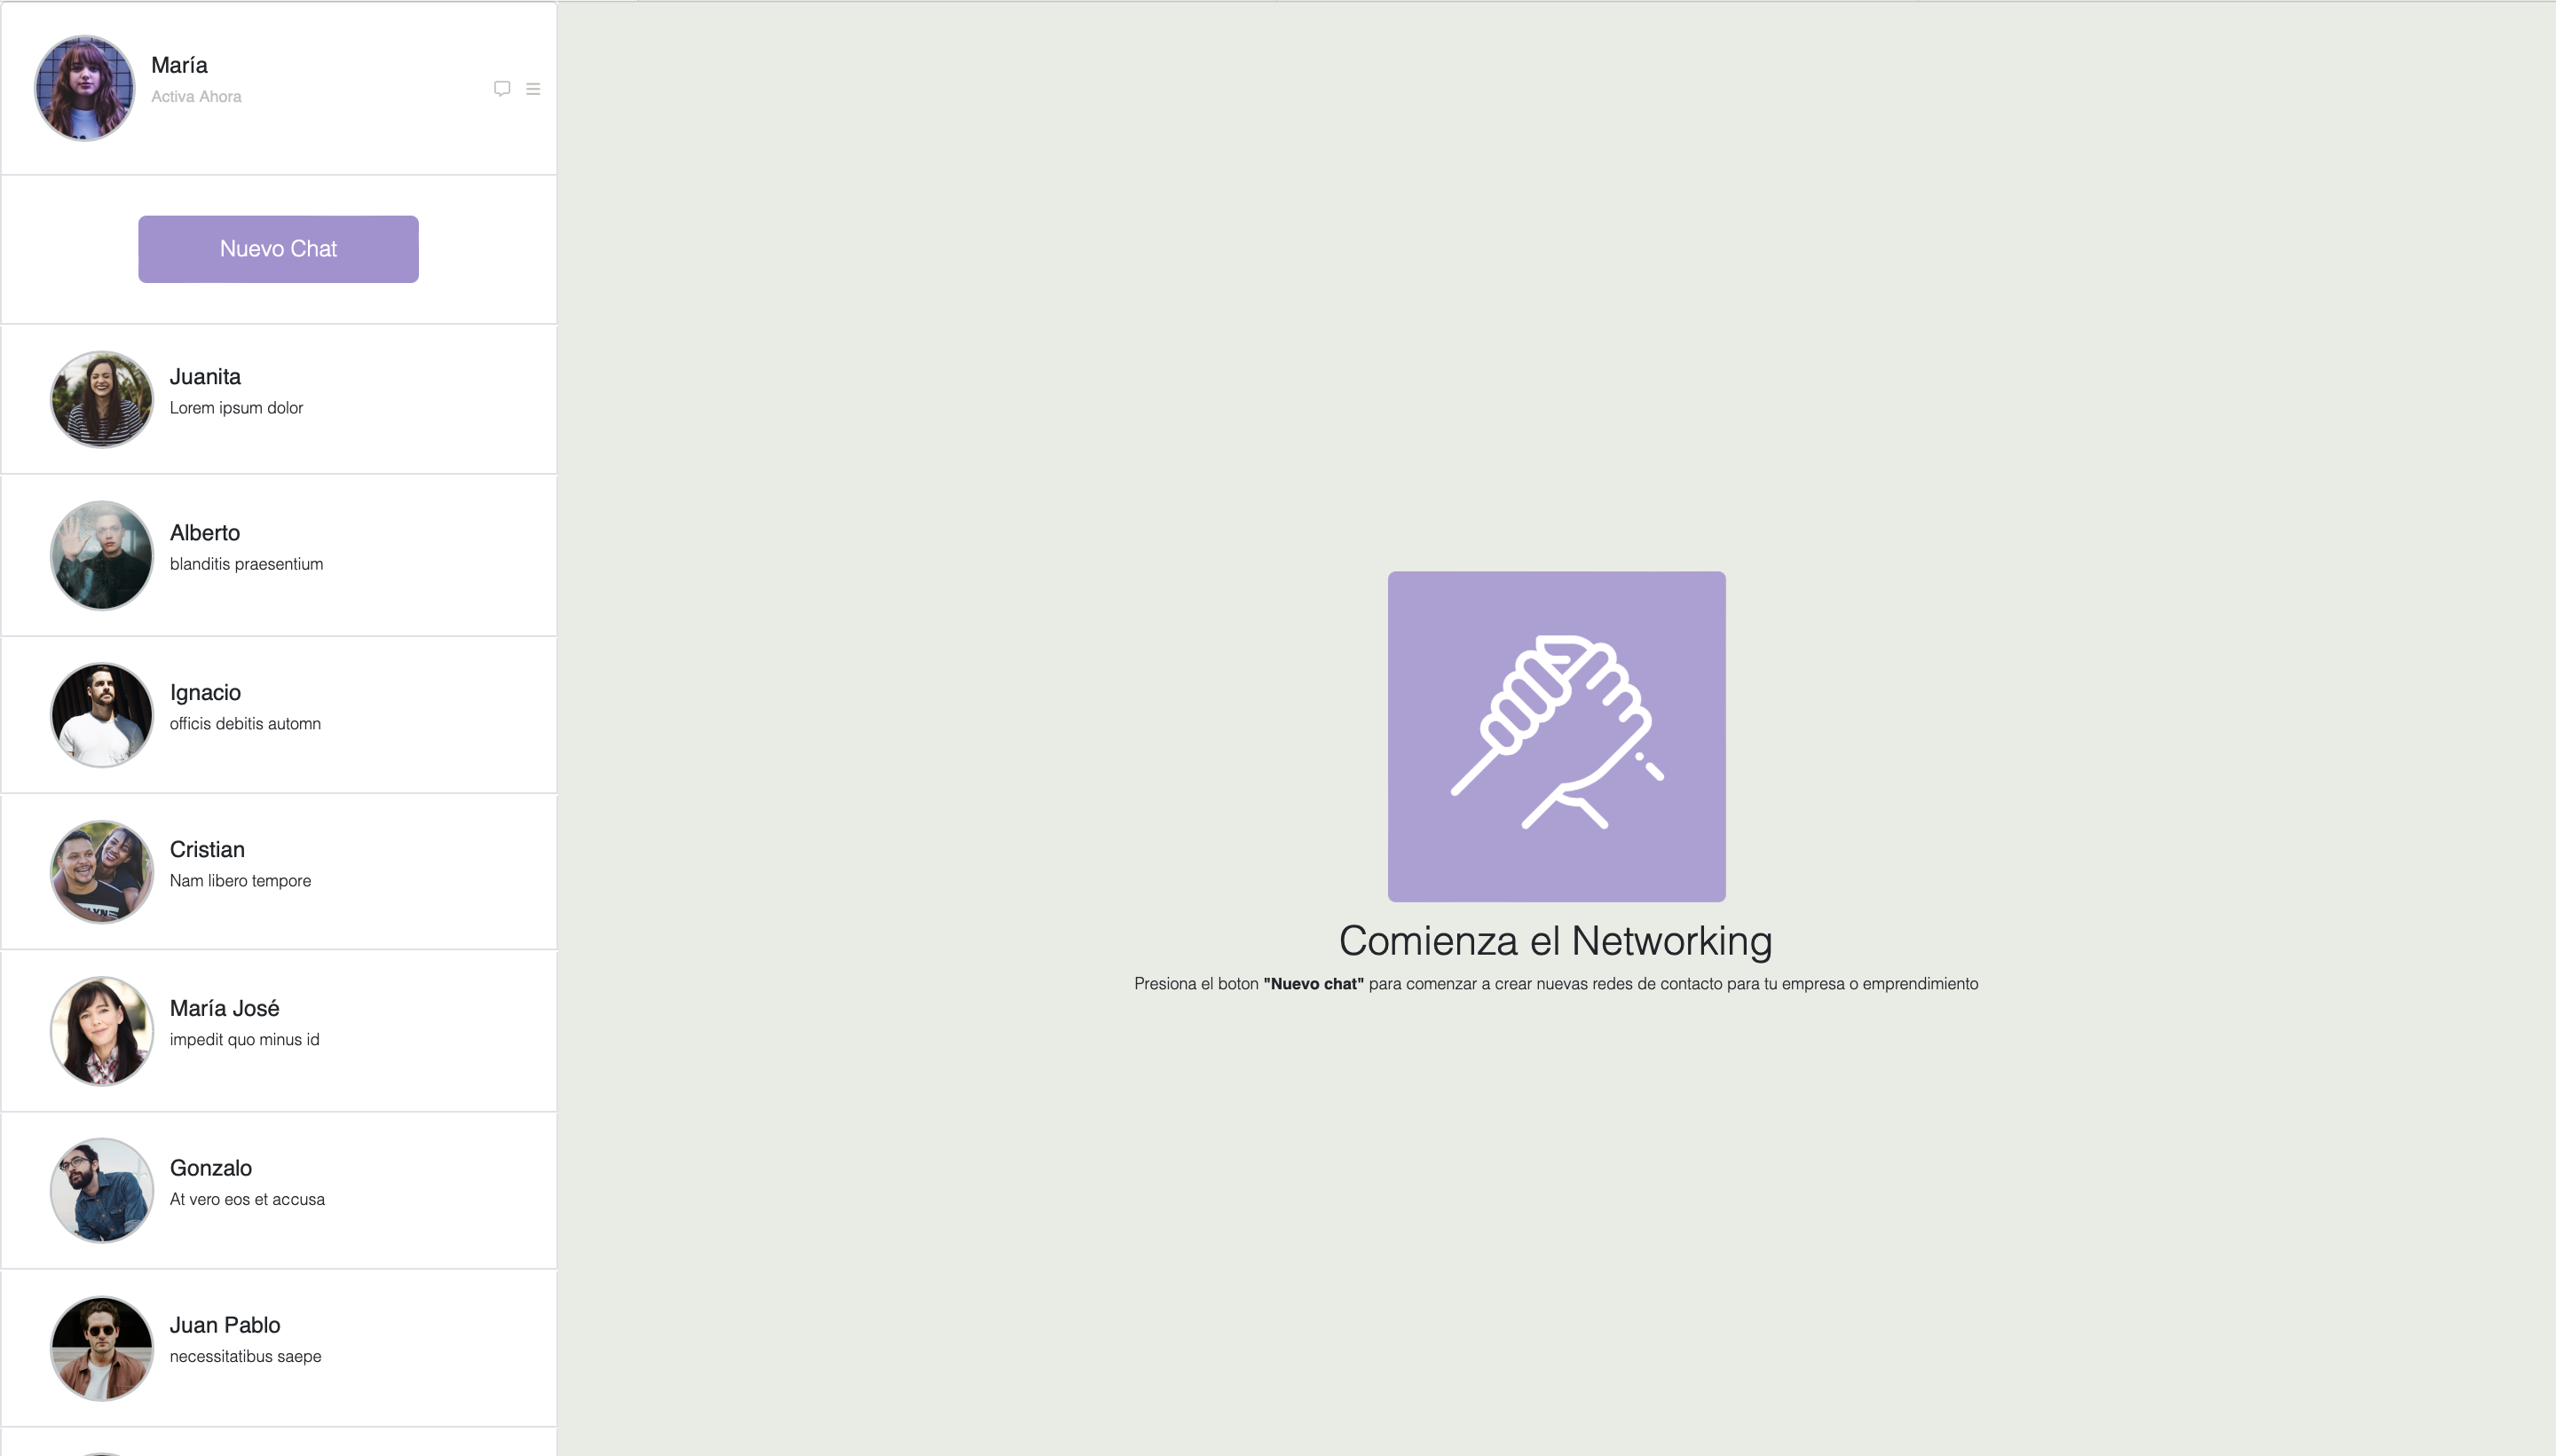 María
Activa Ahora
Nuevo Chat
Juanita
Lorem ipsum dolor
Alberto
blanditis praesentium
Ignacio
officis debitis automn
Cristian
Nam libero tempore
María José
impedit quo minus id
Gonzalo
At vero eos et accusa
Juan Pablo
necessitatibus saepe
Comienza el Networking
Presiona el boton "Nuevo chat" para comenzar a crear nuevas redes de contacto para tu empresa o emprendimiento